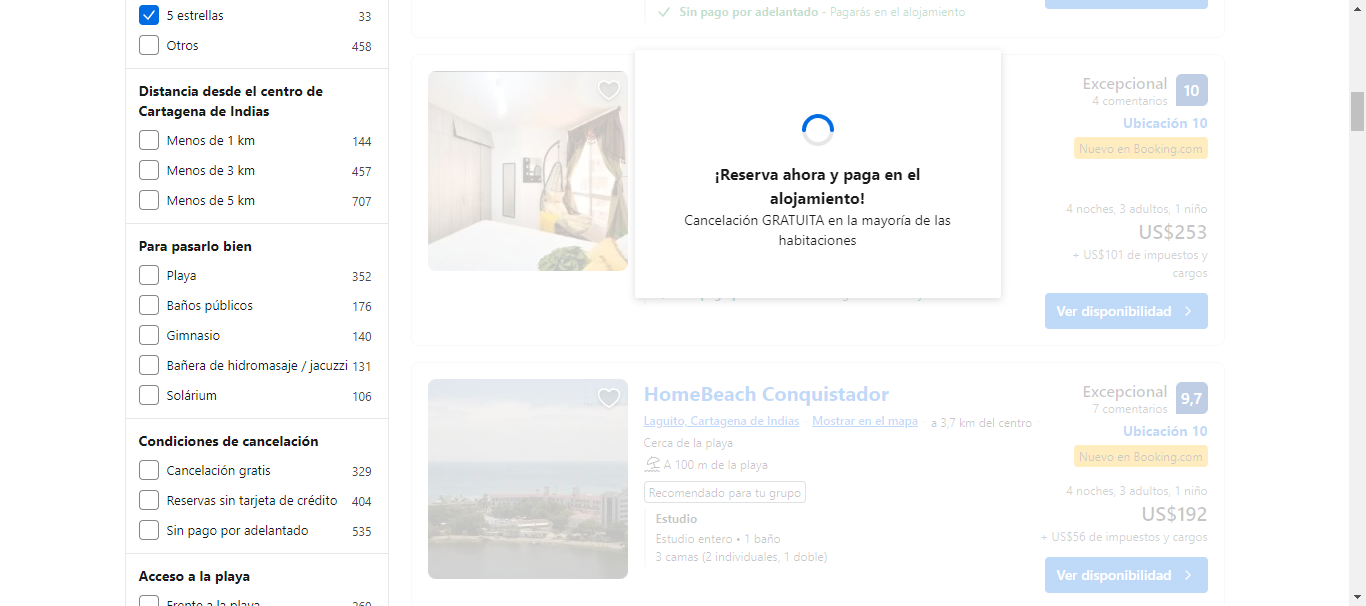 5 estrellas 33
Otros 458
Distancia desde el centro de
Cartagena de Indias
Menos de 1 km 144
Menos de 3 km 457
Menos de 5 km 707
Para pasarlo bien
Playa 352
Baños públicos 176
Gimnasio 140
Bañera de hidromasaje / jacuzzi 131
Solárium 106
Condiciones de cancelación
Cancelación gratis 329
Reservas sin tarjeta de crédito 404
Sin pago por adelantado 535
Acceso a la playa
Frente a la playa 260
Sin pago por adelantado - Pagarás en el alojamiento
¡Reserva ahora y paga en el
alojamiento!
Cancelación GRATUITA en la mayoría de las
habitaciones
Excepcional 10
4 comentarios
Ubicación 10
Nuevo en Booking.com
4 noches, 3 adultos, 1 niño
US$253
+ US$101 de impuestos y
cargos
Ver disponibilidad
HomeBeach Conquistador
Laguito, Cartagena de Indias Mostrar en el mapa a 3,7 km del centro
Cerca de la playa
A 100 m de la playa
Recomendado para tu grupo
Estudio
Estudio entero • 1 baño
3 camas (2 individuales, 1 doble)
Excepcional 9,7
7 comentarios
Ubicación 10
Nuevo en Booking.com
4 noches, 3 adultos, 1 niño
US$192
+ US$56 de impuestos y cargos
Ver disponibilidad